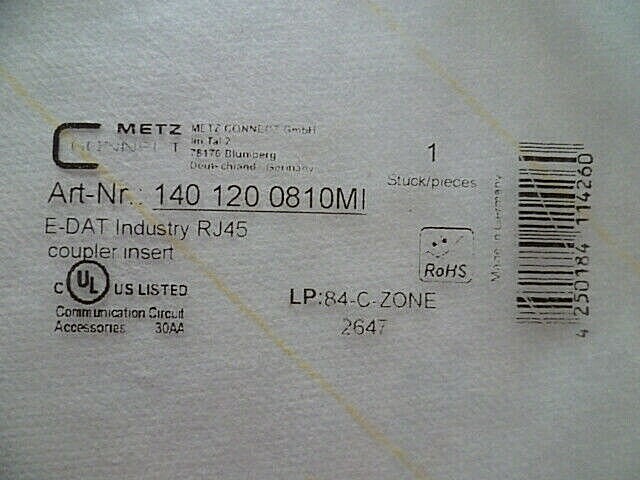 METZ
CONNECT
METZ CONNECT GmbH
Im Tal 2
78176 Blumberg
Deutschland / Germany
1
Stück/pieces
Art-Nr.: 140 120 0810MI
E-DAT Industry RJ45
coupler insert
C UL US LISTED
Communication Circuit
Accessories 30AA
RoHS
LP:84-C-ZONE
2647
Made in Germany
4 250184 114260